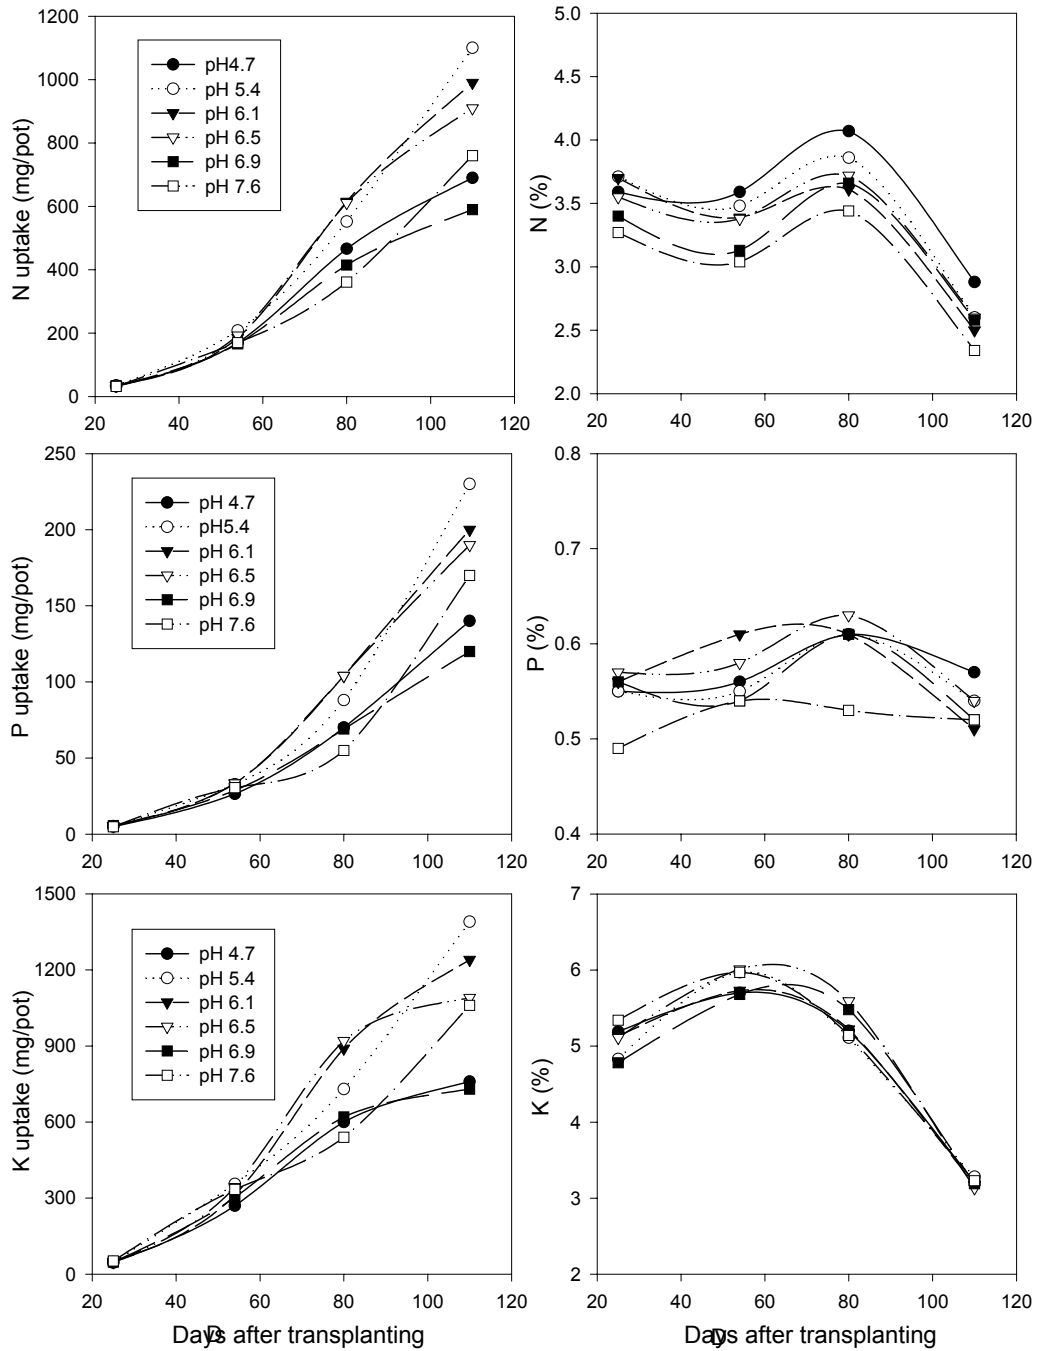 1200
1000
800
600
400
200
0
N uptake (mg/pot)
pH4.7
pH 5.4
pH 6.1
pH 6.5
pH 6.9
pH 7.6
20 40 60 80 100 120
5.0
4.0
3.5
3.0
2.5
2.0
N (%)
20 40 60 80 100 120
250
200
150
100
50
0
P uptake (mg/pot)
pH 4.7
pH5.4
pH 6.1
pH 6.5
pH 6.9
pH 7.6
20 40 60 80 100 120
0.8
0.7
0.6
0.5
0.4
P (%)
20 40 60 80 100 120
1500
1200
900
600
300
0
K uptake (mg/pot)
pH 4.7
pH 5.4
pH 6.1
pH 6.5
pH 6.9
pH 7.6
20 40 60 80 100 120
Days after transplanting
7
6
5
4
3
2
K (%)
20 40 60 80 100 120
Days after transplanting